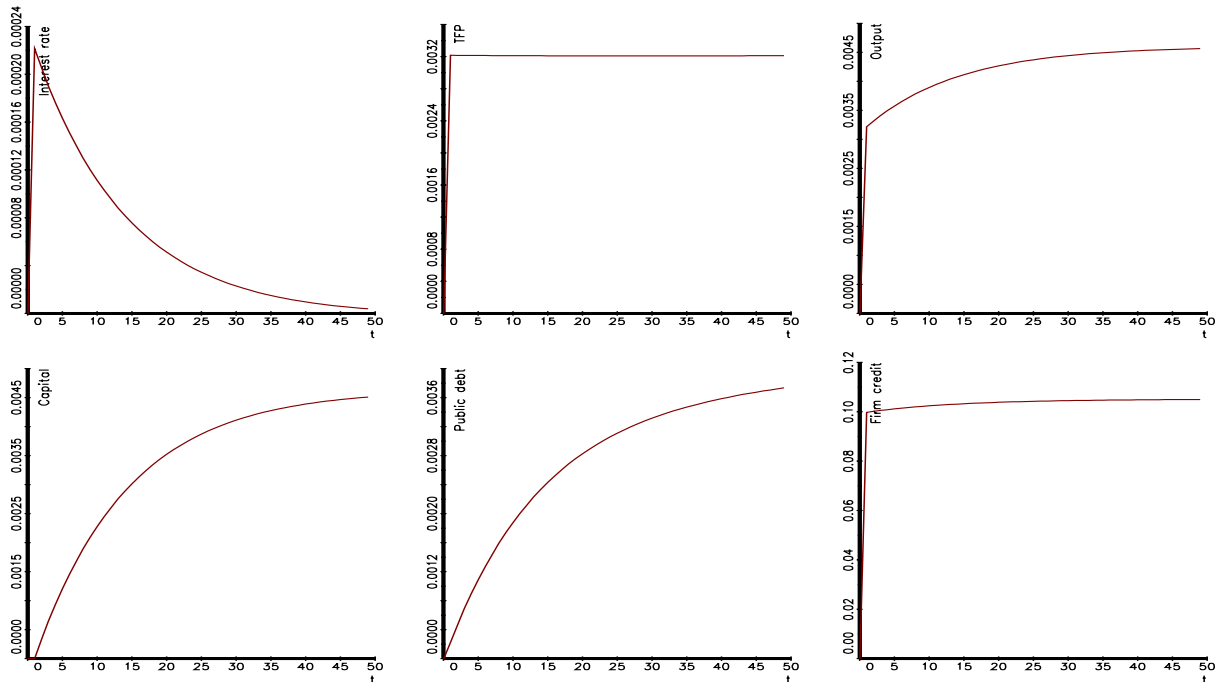 Interest rate
0.00024
0.00020
0.00016
0.00012
0.00008
0.00000
0 5 10 15 20 25 30 35 40 45 50
t
TFP
0.0032
0.0024
0.0016
0.0008
0.0000
0 5 10 15 20 25 30 35 40 45 50
t
Output
0.0045
0.0035
0.0025
0.0015
0.0000
0 5 10 15 20 25 30 35 40 45 50
t
Capital
0.0045
0.0035
0.0025
0.0015
0.0000
0 5 10 15 20 25 30 35 40 45 50
t
Public debt
0.0036
0.0028
0.0020
0.0012
0.0000
0 5 10 15 20 25 30 35 40 45 50
t
Firm credit
0.12
0.10
0.08
0.06
0.04
0.02
0.00
0 5 10 15 20 25 30 35 40 45 50
t